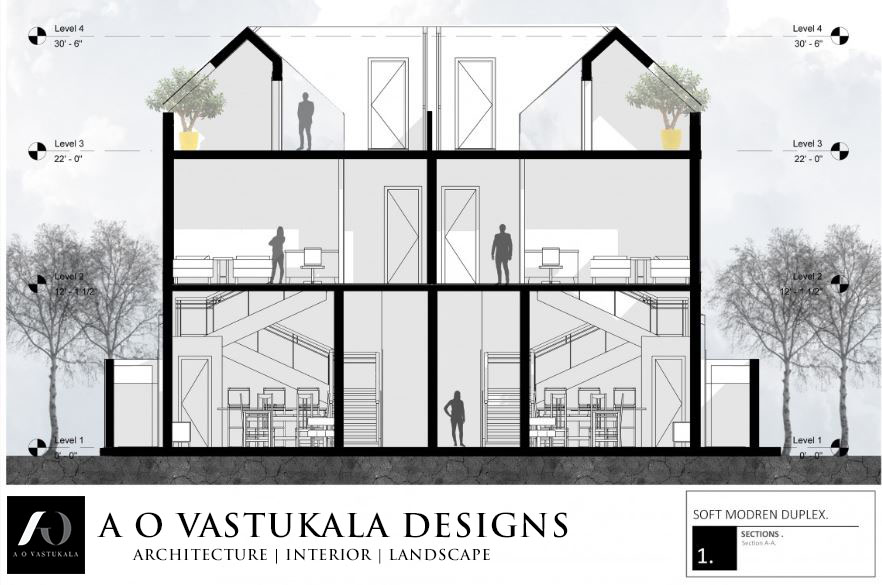 Level 4
30' - 6"
Level 4
30' - 6"
Level 3
22' - 0"
Level 3
22' - 0"
Level 2
12' - 1 1/2"
Level 2
12' - 1 1/2"
Level 1
0' - 0"
Level 1
0' - 0"
AO
A O VASTUKALA
A O VASTUKALA DESIGNS
ARCHITECTURE | INTERIOR | LANDSCAPE
SOFT MODREN DUPLEX.
1.
SECTIONS .
Section A-A.